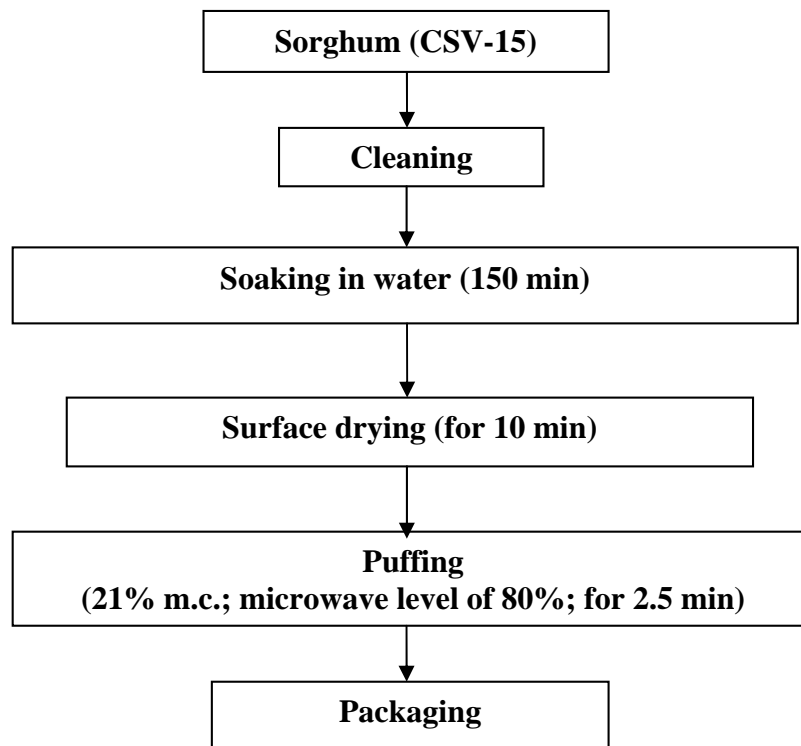 Sorghum (CSV-15)
Cleaning
Soaking in water (150 min)
Surface drying (for 10 min)
Puffing
(21% m.c.; microwave level of 80%; for 2.5 min)
Packaging